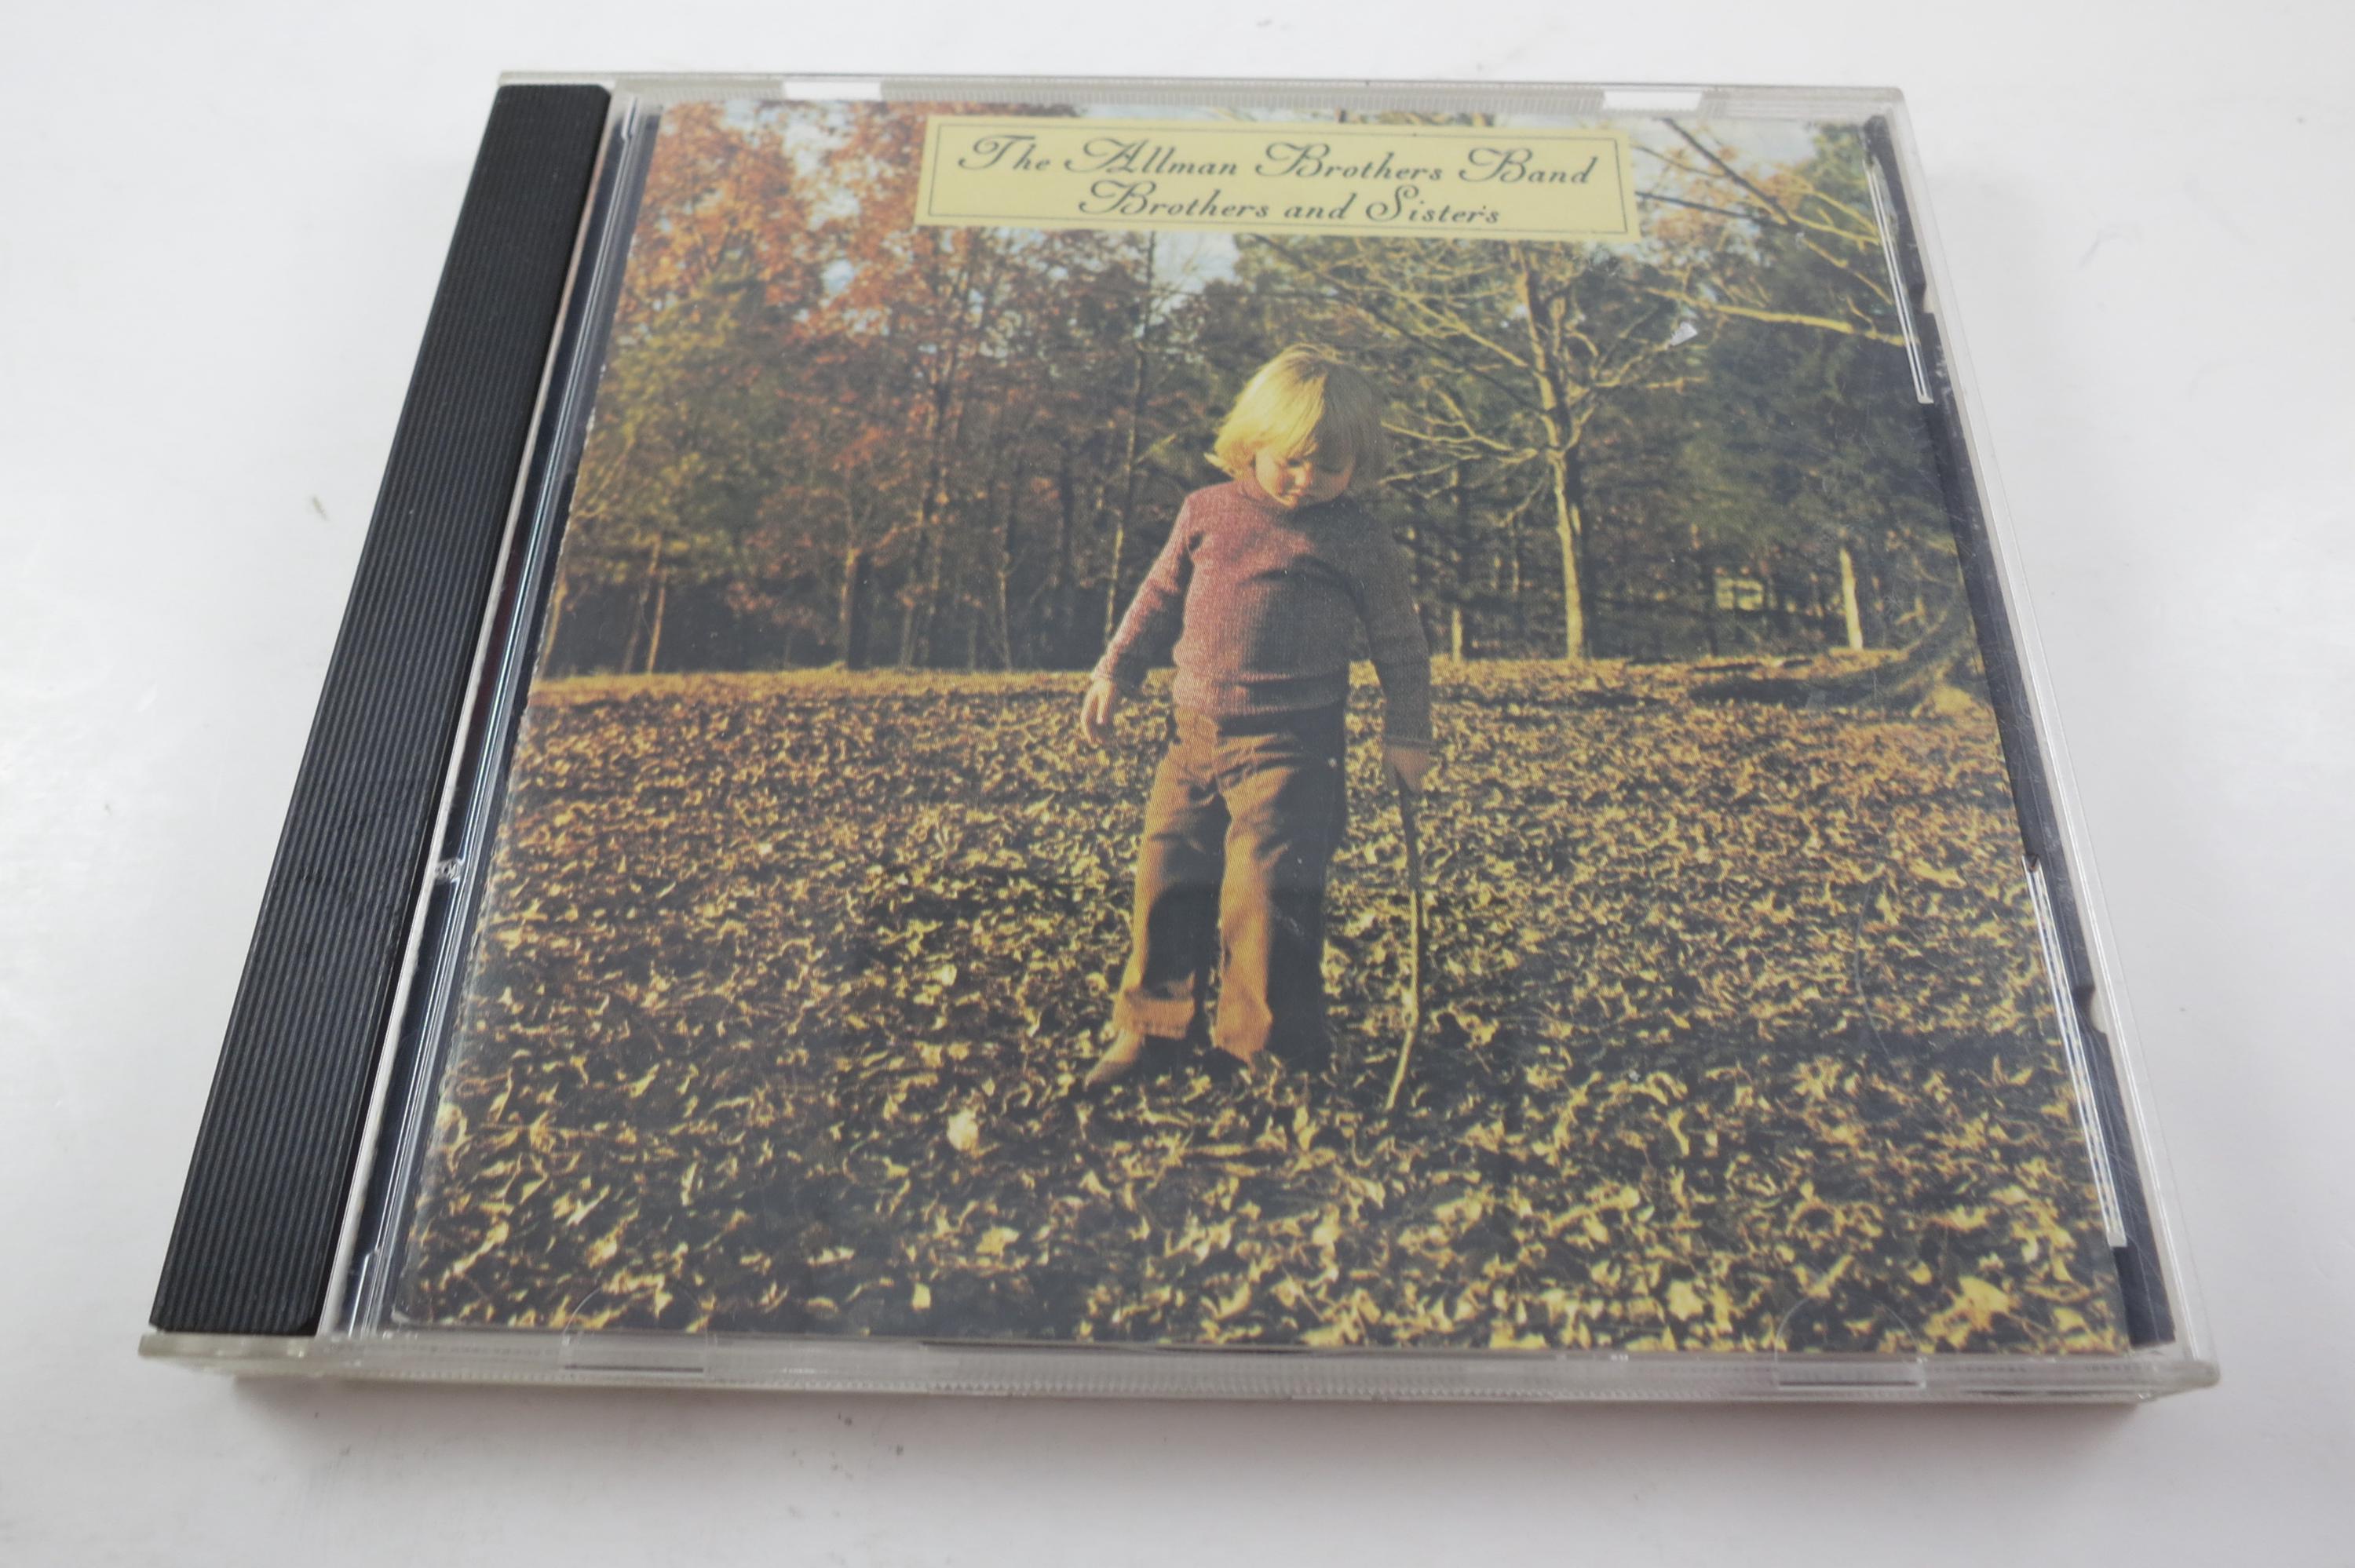 The Allman Brothers Band
Brothers and Sisters